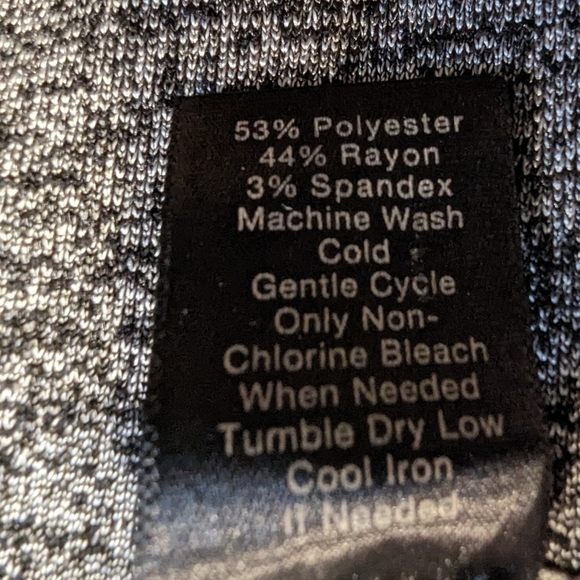 53% Polyester
44% Rayon
3% Spandex
Machine Wash
Cold
Gentle Cycle
Only Non-
Chlorine Bleach
When Needed
Tumble Dry Low
Cool Iron
If Needed